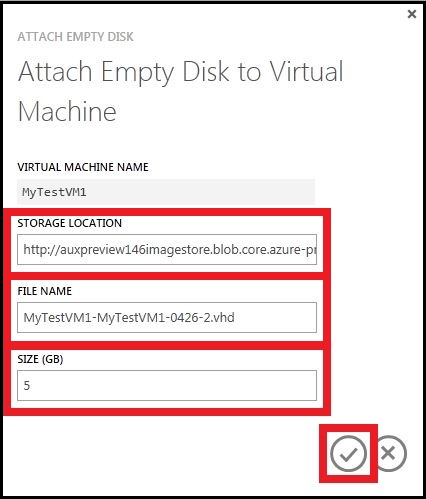 ATTACH EMPTY DISK
Attach Empty Disk to Virtual
Machine
VIRTUAL MACHINE NAME
MyTestVM1
STORAGE LOCATION
http://auxpreview146imagestore.blob.core.azure-pr
FILE NAME
MyTestVM1-MyTestVM1-0426-2.vhd
SIZE (GB)
5